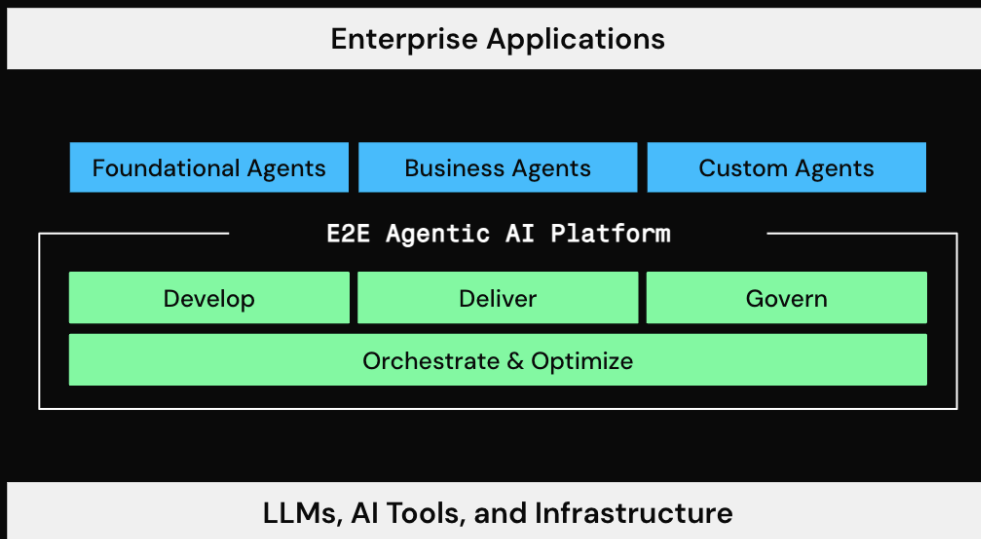 Enterprise Applications
Foundational Agents
Business Agents
Custom Agents
E2E Agentic AI Platform
Develop
Deliver
Govern
Orchestrate & Optimize
LLMs, AI Tools, and Infrastructure